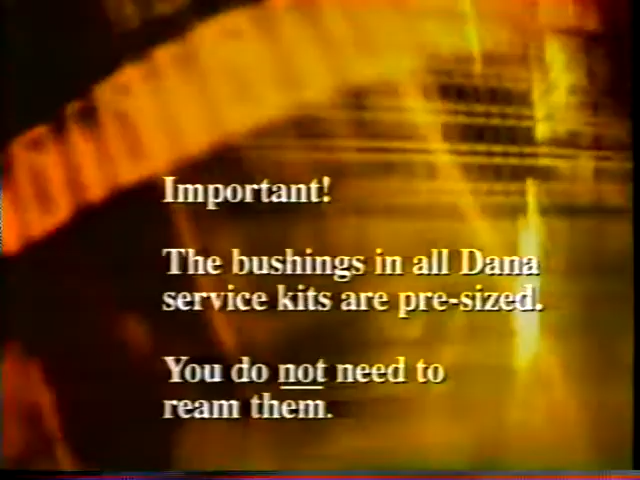 Important!
The bushings in all Dana
service kits are pre-sized.
You do not need to
ream them.